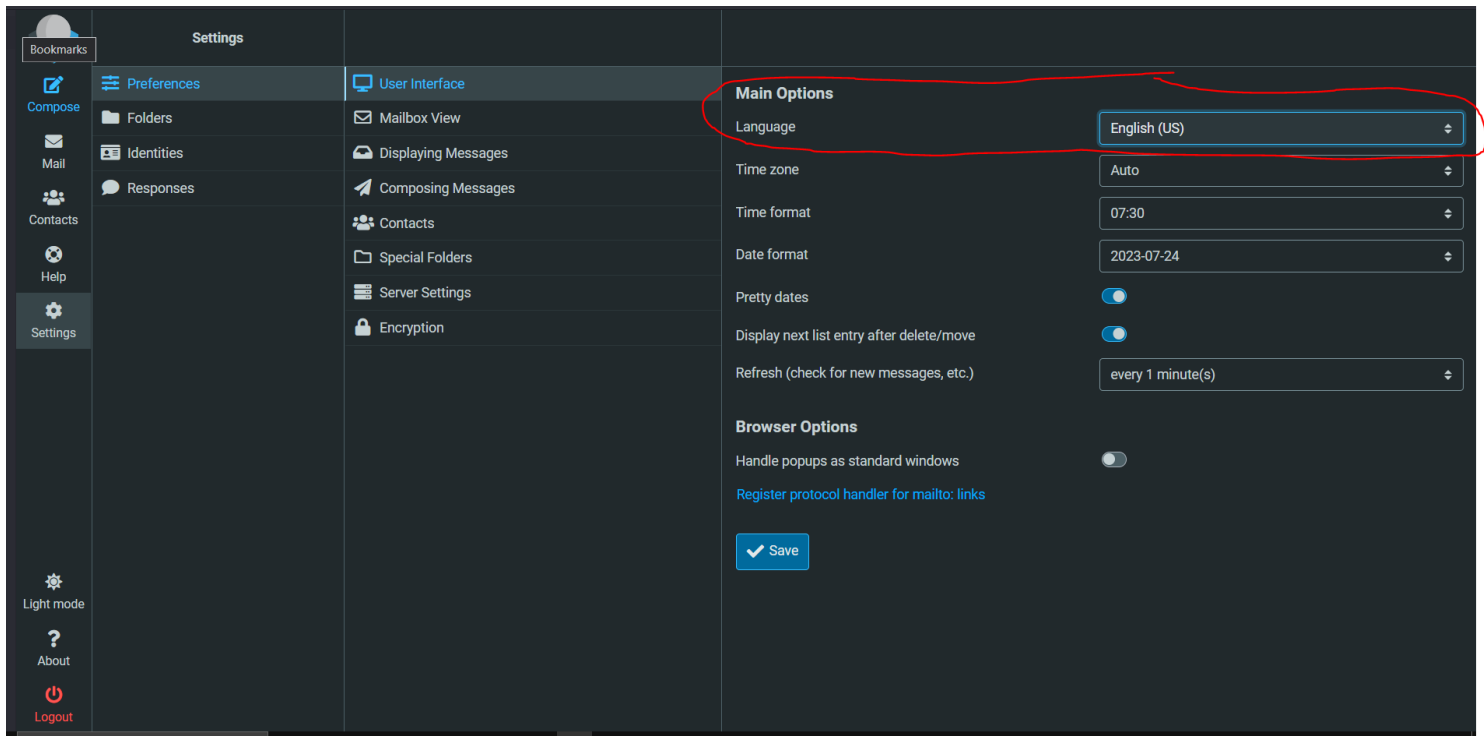 Bookmarks
Compose
Mail
Contacts
Help
Settings
Light mode
About
Logout
Settings
Preferences
Folders
Identities
Responses
User Interface
Mailbox View
Displaying Messages
Composing Messages
Contacts
Special Folders
Server Settings
Encryption
Main Options
Language English (US)
Time zone Auto
Time format 07:30
Date format 2023-07-24
Pretty dates
Display next list entry after delete/move
Refresh (check for new messages, etc.) every 1 minute(s)
Browser Options
Handle popups as standard windows
Register protocol handler for mailto: links
Save